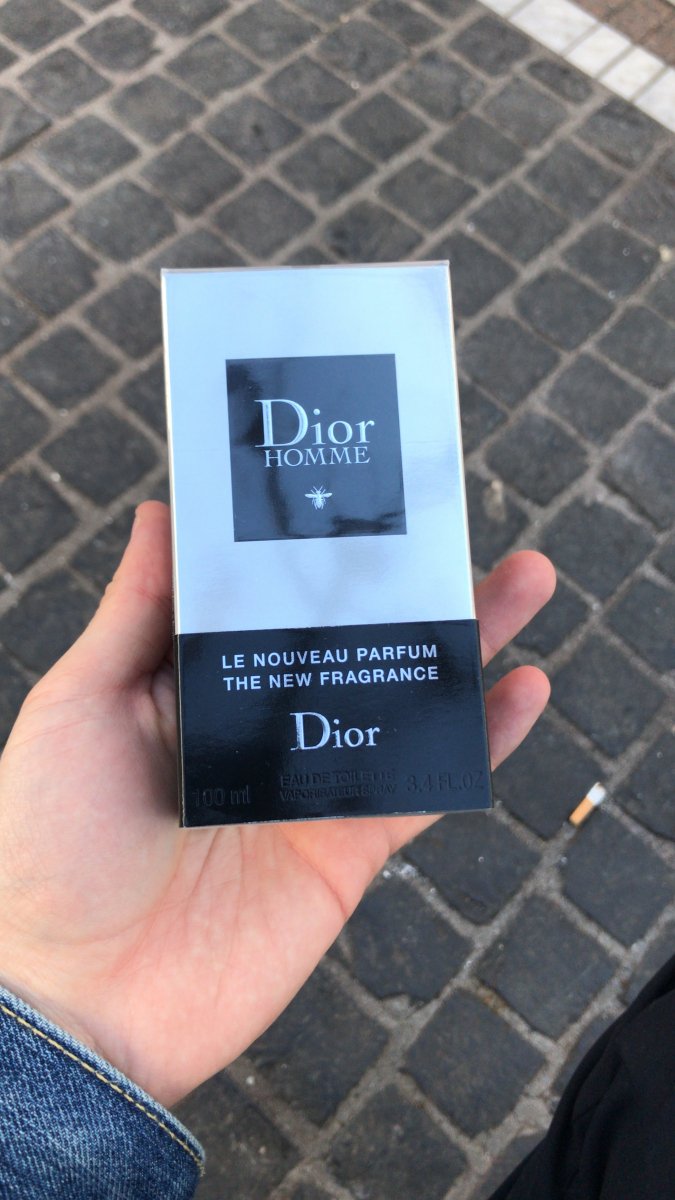 Dior
HOMME
LE NOUVEAU PARFUM
THE NEW FRAGRANCE
Dior
100 ml
EAU DE TOILETTE
VAPORISATEUR SPRAY
3.4 FL.OZ